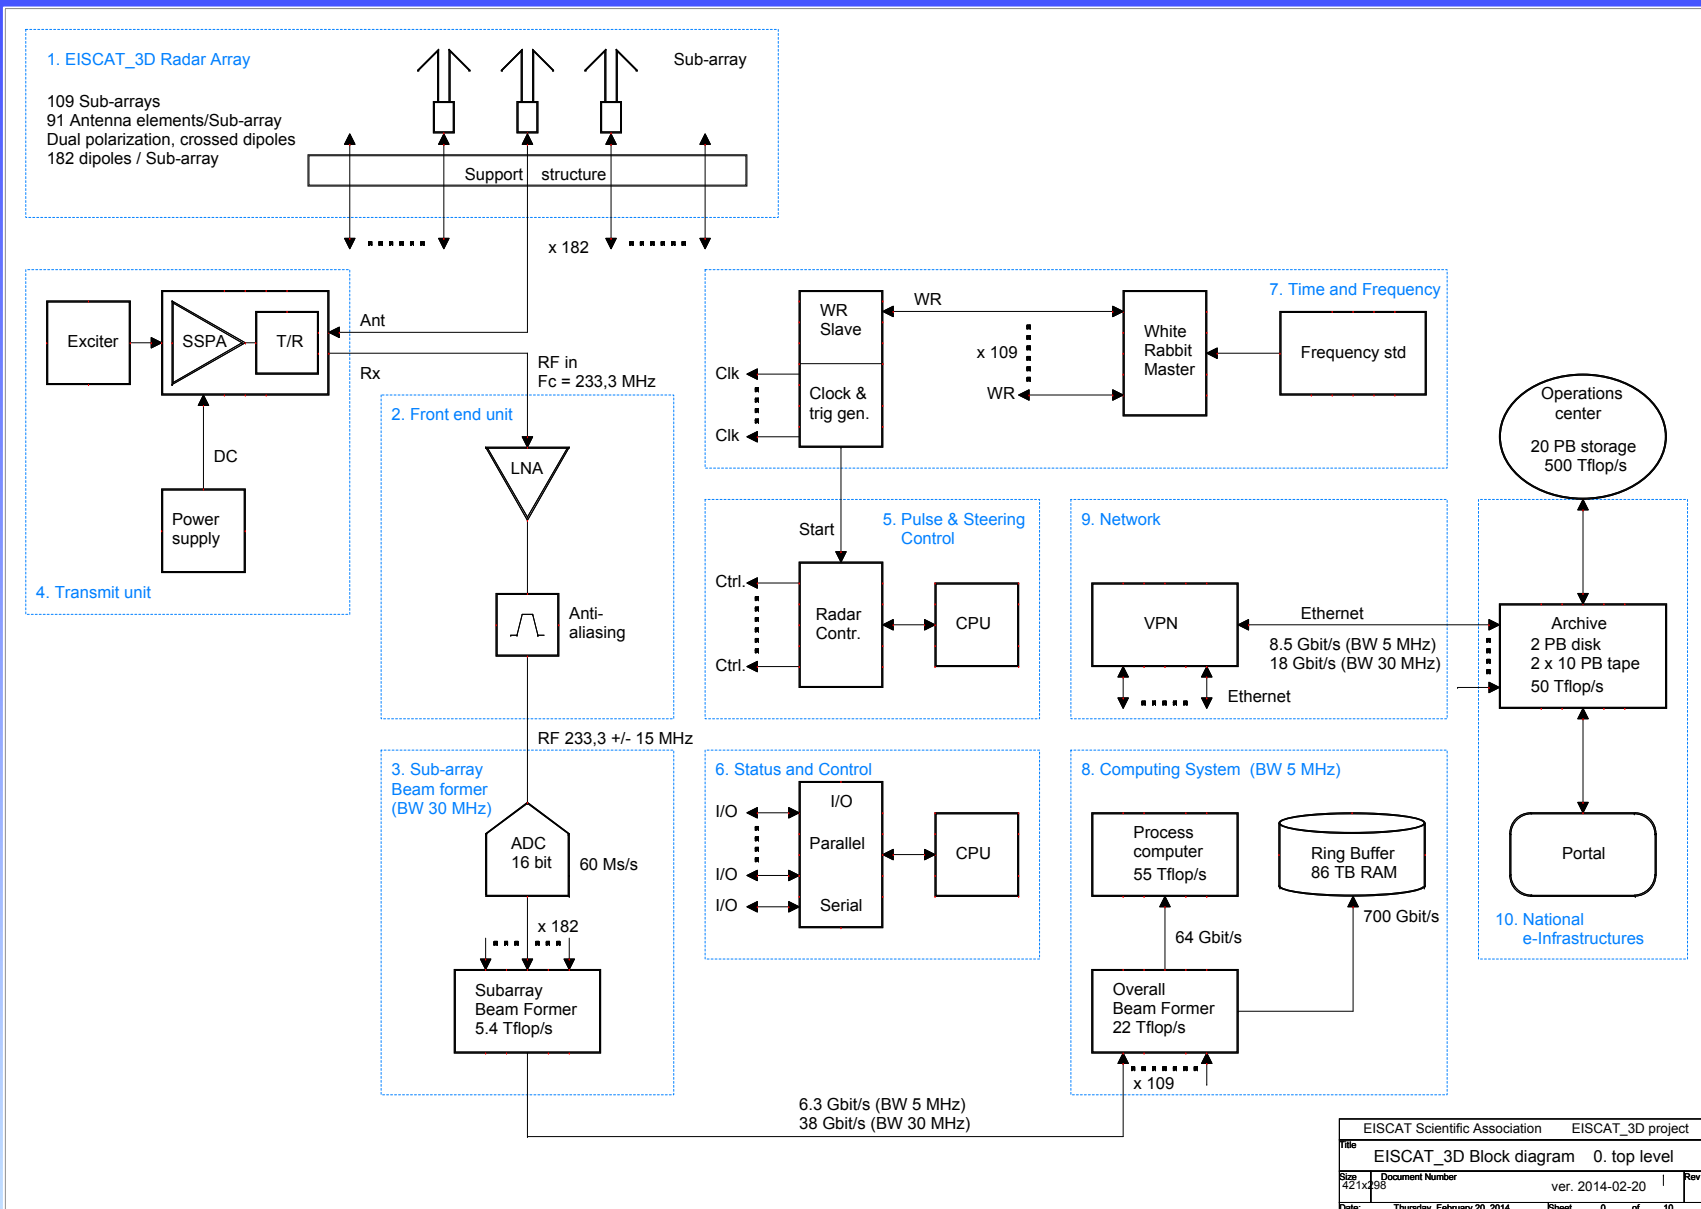 1. EISCAT_3D Radar Array
109 Sub-arrays
91 Antenna elements/Sub-array
Dual polarization, crossed dipoles
182 dipoles / Sub-array
Sub-array
Support structure
x 182
Exciter
SSPA
T/R
Ant
Rx
DC
Power
supply
4. Transmit unit
RF in
Fc = 233,3 MHz
2. Front end unit
LNA
Anti-
aliasing
RF 233,3 +/- 15 MHz
3. Sub-array
Beam former
(BW 30 MHz)
ADC
16 bit
60 Ms/s
x 182
Subarray
Beam Former
5.4 Tflop/s
6.3 Gbit/s (BW 5 MHz)
38 Gbit/s (BW 30 MHz)
7. Time and Frequency
WR
Slave
WR
Clock &
trig gen.
Clk
Clk
x 109
WR
White
Rabbit
Master
Frequency std
Start
5. Pulse & Steering
Control
Ctrl.
Ctrl.
Radar
Contr.
CPU
6. Status and Control
I/O
I/O
I/O
I/O
Parallel
Serial
CPU
9. Network
VPN
Ethernet
8.5 Gbit/s (BW 5 MHz)
18 Gbit/s (BW 30 MHz)
Ethernet
8. Computing System (BW 5 MHz)
Process
computer
55 Tflop/s
Ring Buffer
86 TB RAM
64 Gbit/s
700 Gbit/s
Overall
Beam Former
22 Tflop/s
x 109
Operations
center
20 PB storage
500 Tflop/s
Archive
2 PB disk
2 x 10 PB tape
50 Tflop/s
Portal
10. National
e-Infrastructures
EISCAT Scientific Association EISCAT_3D project
Title
EISCAT_3D Block diagram 0. top level
Size
421x298
Document Number
ver. 2014-02-20
Rev
Date: Thursday, February 20, 2014 Sheet 0 of 10